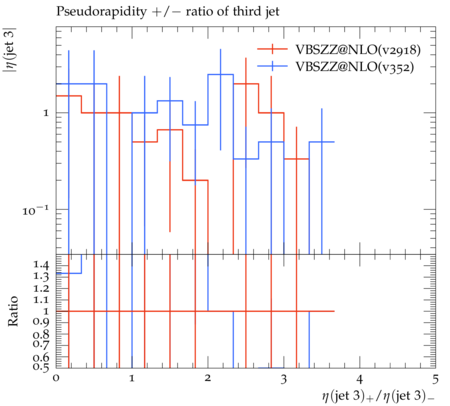 Pseudorapidity +/− ratio of third jet
|η(jet 3|
VBSZZ@NLO(v2918)
VBSZZ@NLO(v352)
1
10⁻¹
Ratio
1.4
1.3
1.2
1.1
1
0.9
0.8
0.7
0.6
0.5
0 1 2 3 4 5
η(jet 3)₊/η(jet 3)₋